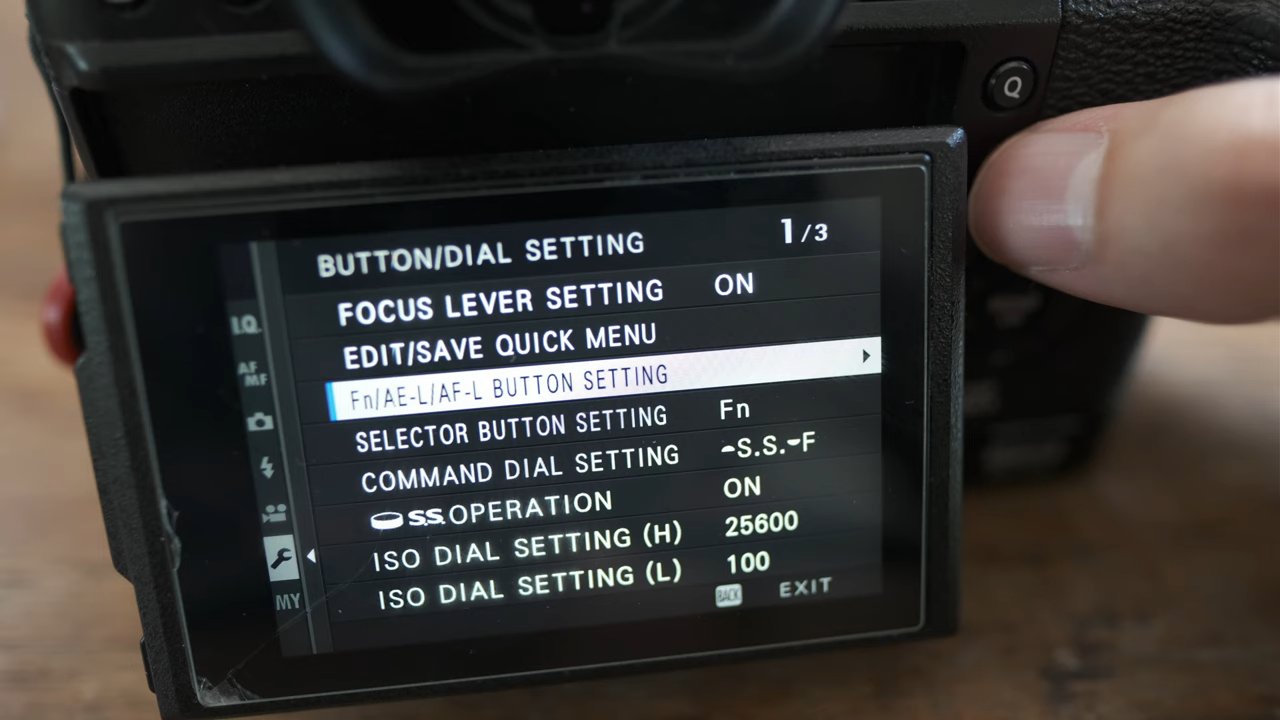 Q
BUTTON/DIAL SETTING 1/3
FOCUS LEVER SETTING ON
EDIT/SAVE QUICK MENU
Fn/AE-L/AF-L BUTTON SETTING
SELECTOR BUTTON SETTING Fn
COMMAND DIAL SETTING S.S. F
S.S. OPERATION ON
ISO DIAL SETTING (H) 25600
ISO DIAL SETTING (L) 100
BACK EXIT
I.Q.
AF
MF
MY